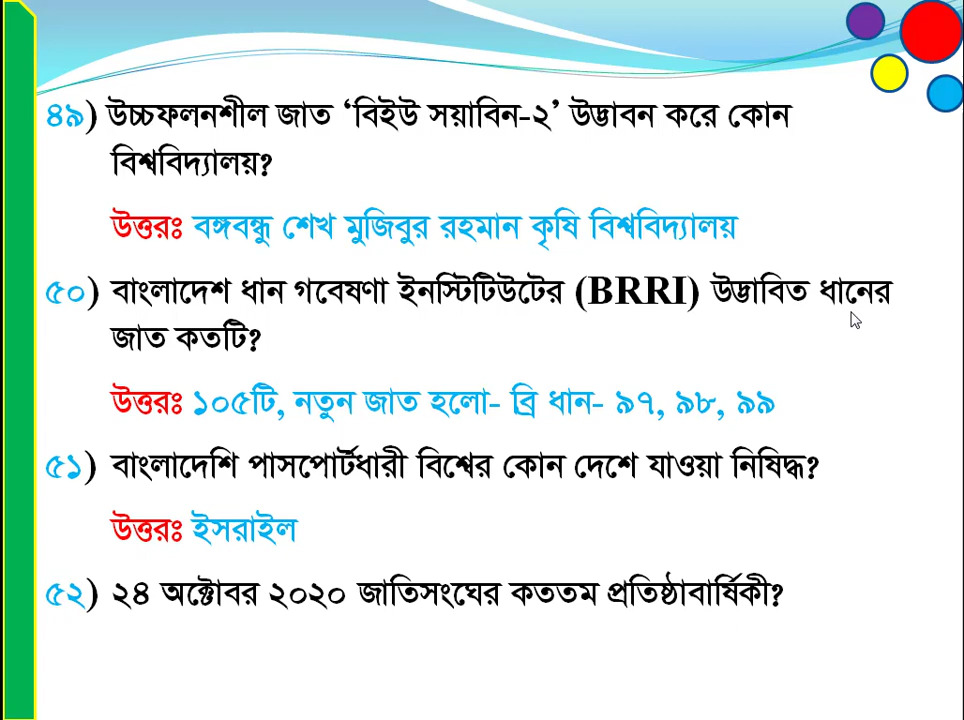 ৪৯) উচ্চফলনশীল জাত ‘বিইউ সয়াবিন-২’ উদ্ভাবন করে কোন
বিশ্ববিদ্যালয়?
উত্তরঃ বঙ্গবন্ধু শেখ মুজিবুর রহমান কৃষি বিশ্ববিদ্যালয়
৫০) বাংলাদেশ ধান গবেষণা ইনস্টিটিউটের (BRRI) উদ্ভাবিত ধানের
জাত কতটি?
উত্তরঃ ১০৫টি, নতুন জাত হলো- ব্রি ধান- ৯৭, ৯৮, ৯৯
৫১) বাংলাদেশি পাসপোর্টধারী বিশ্বের কোন দেশে যাওয়া নিষিদ্ধ?
উত্তরঃ ইসরাইল
৫২) ২৪ অক্টোবর ২০২০ জাতিসংঘের কততম প্রতিষ্ঠাবার্ষিকী?